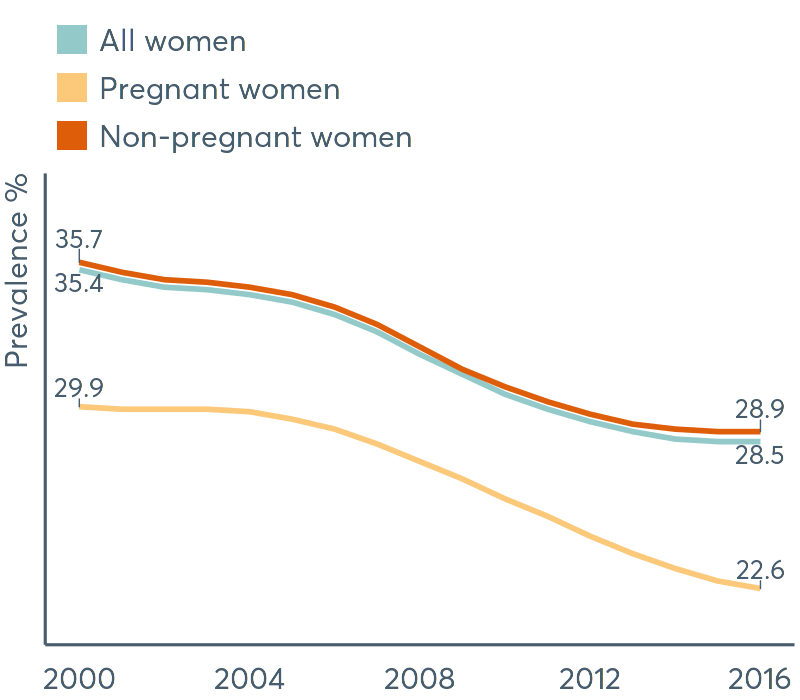 All women
Pregnant women
Non-pregnant women
Prevalence %
35.7
35.4
29.9
28.9
28.5
22.6
2000 2004 2008 2012 2016